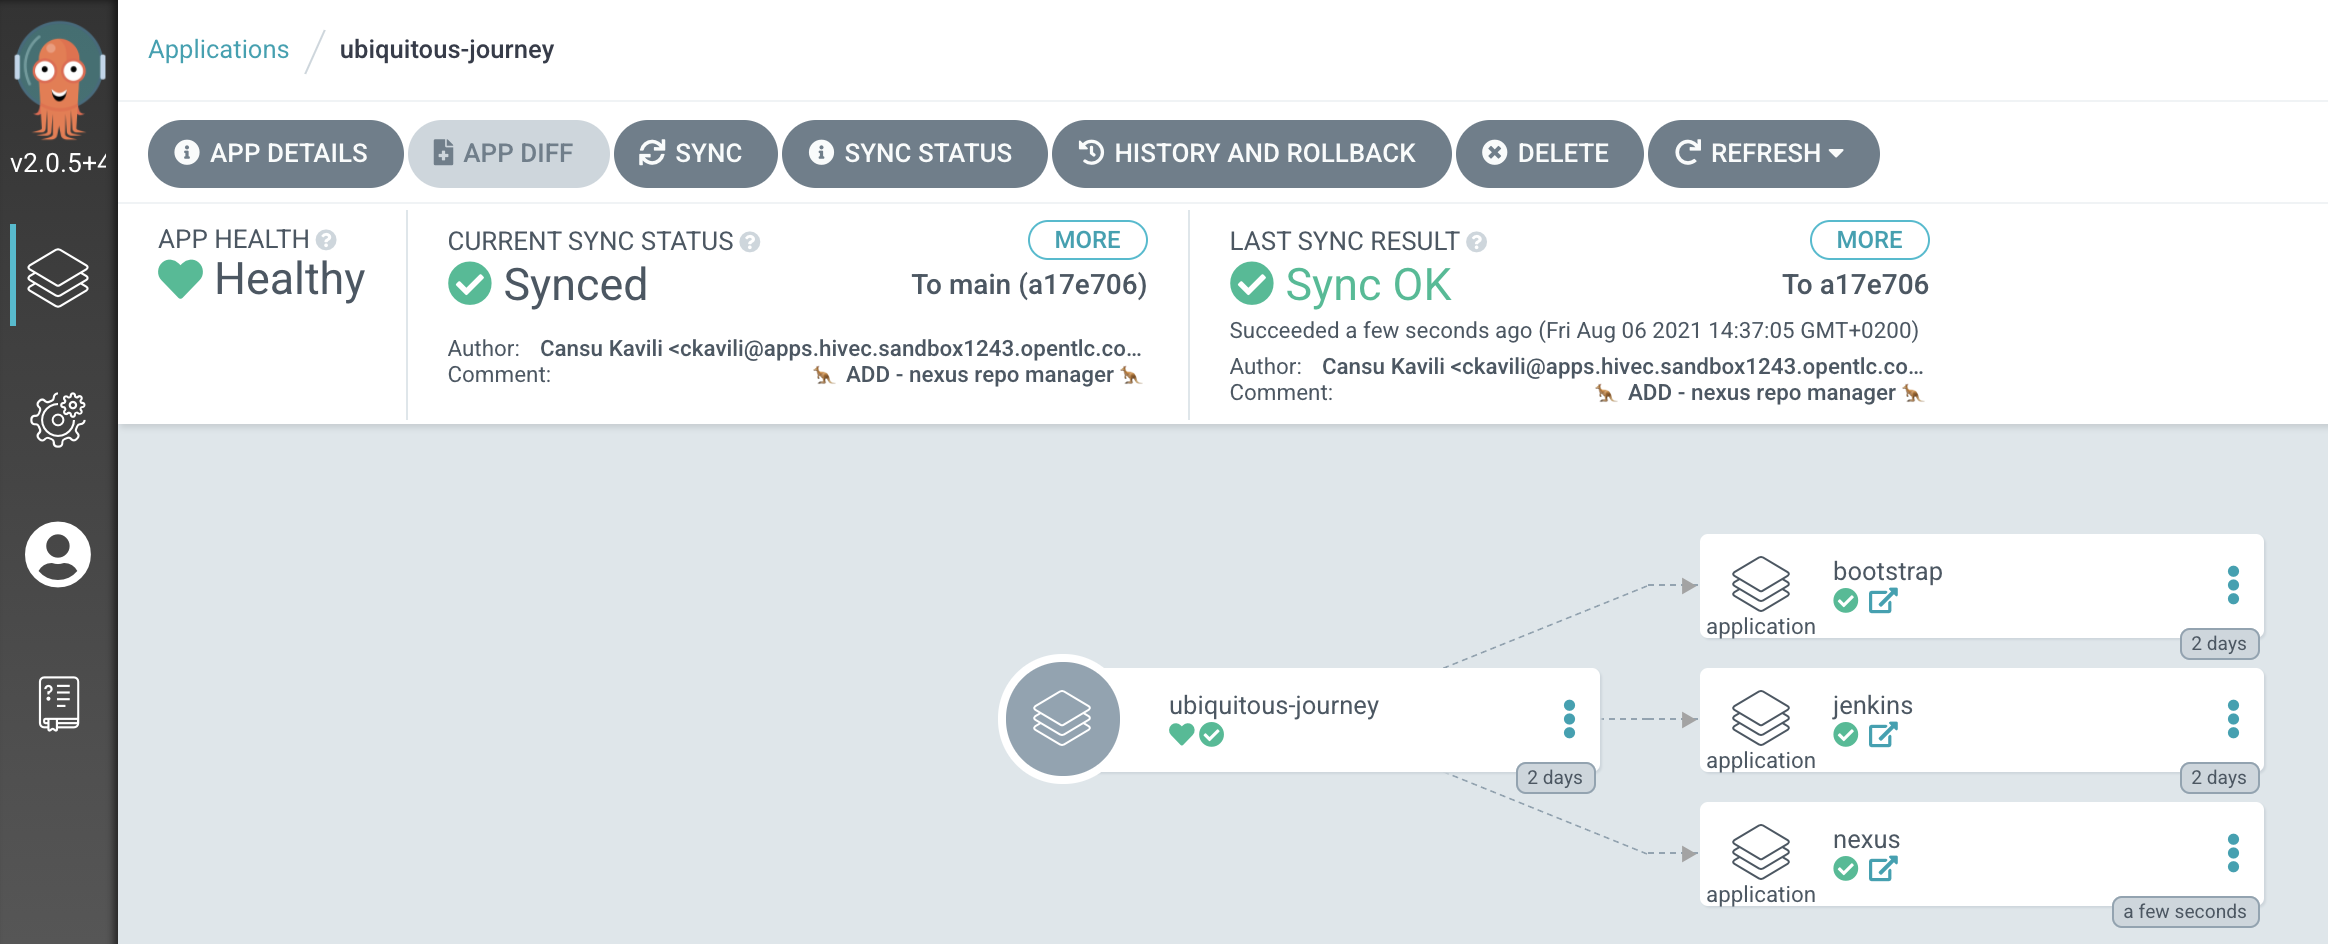 Applications / ubiquitous-journey
v2.0.5+4
APP DETAILS
APP DIFF
SYNC
SYNC STATUS
HISTORY AND ROLLBACK
DELETE
REFRESH
APP HEALTH
Healthy
CURRENT SYNC STATUS
MORE
Synced
To main (a17e706)
Author: Cansu Kavili <ckavili@apps.hivec.sandbox1243.opentlc.co...
Comment: 🦘 ADD - nexus repo manager 🦘
LAST SYNC RESULT
MORE
Sync OK
To a17e706
Succeeded a few seconds ago (Fri Aug 06 2021 14:37:05 GMT+0200)
Author: Cansu Kavili <ckavili@apps.hivec.sandbox1243.opentlc.co...
Comment: 🦘 ADD - nexus repo manager 🦘
ubiquitous-journey
2 days
bootstrap
application
2 days
jenkins
application
2 days
nexus
application
a few seconds